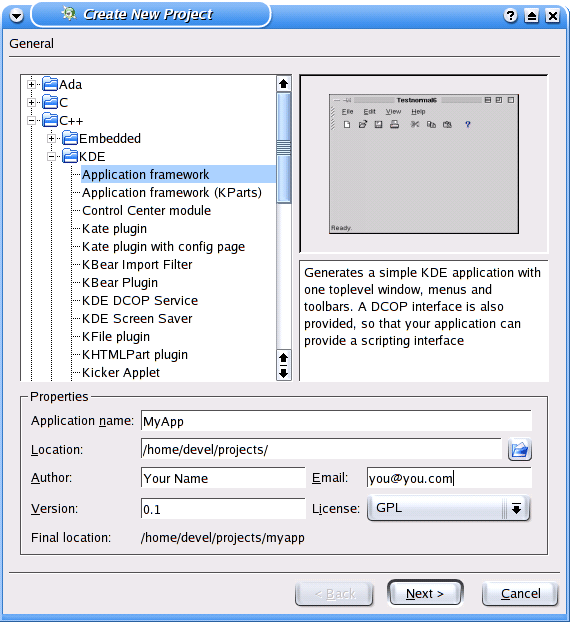 Create New Project
General
Ada
C
C++
Embedded
KDE
Application framework
Application framework (KParts)
Control Center module
Kate plugin
Kate plugin with config page
KBear Import Filter
KBear Plugin
KDE DCOP Service
KDE Screen Saver
KFile plugin
KHTMLPart plugin
Kicker Applet
Testnormal6
File Edit View Help
Ready.
Generates a simple KDE application with
one toplevel window, menus and
toolbars. A DCOP interface is also
provided, so that your application can
provide a scripting interface
Properties
Application name: MyApp
Location: /home/devel/projects/
Author: Your Name Email: you@you.com
Version: 0.1 License: GPL
Final location: /home/devel/projects/myapp
< Back Next > Cancel